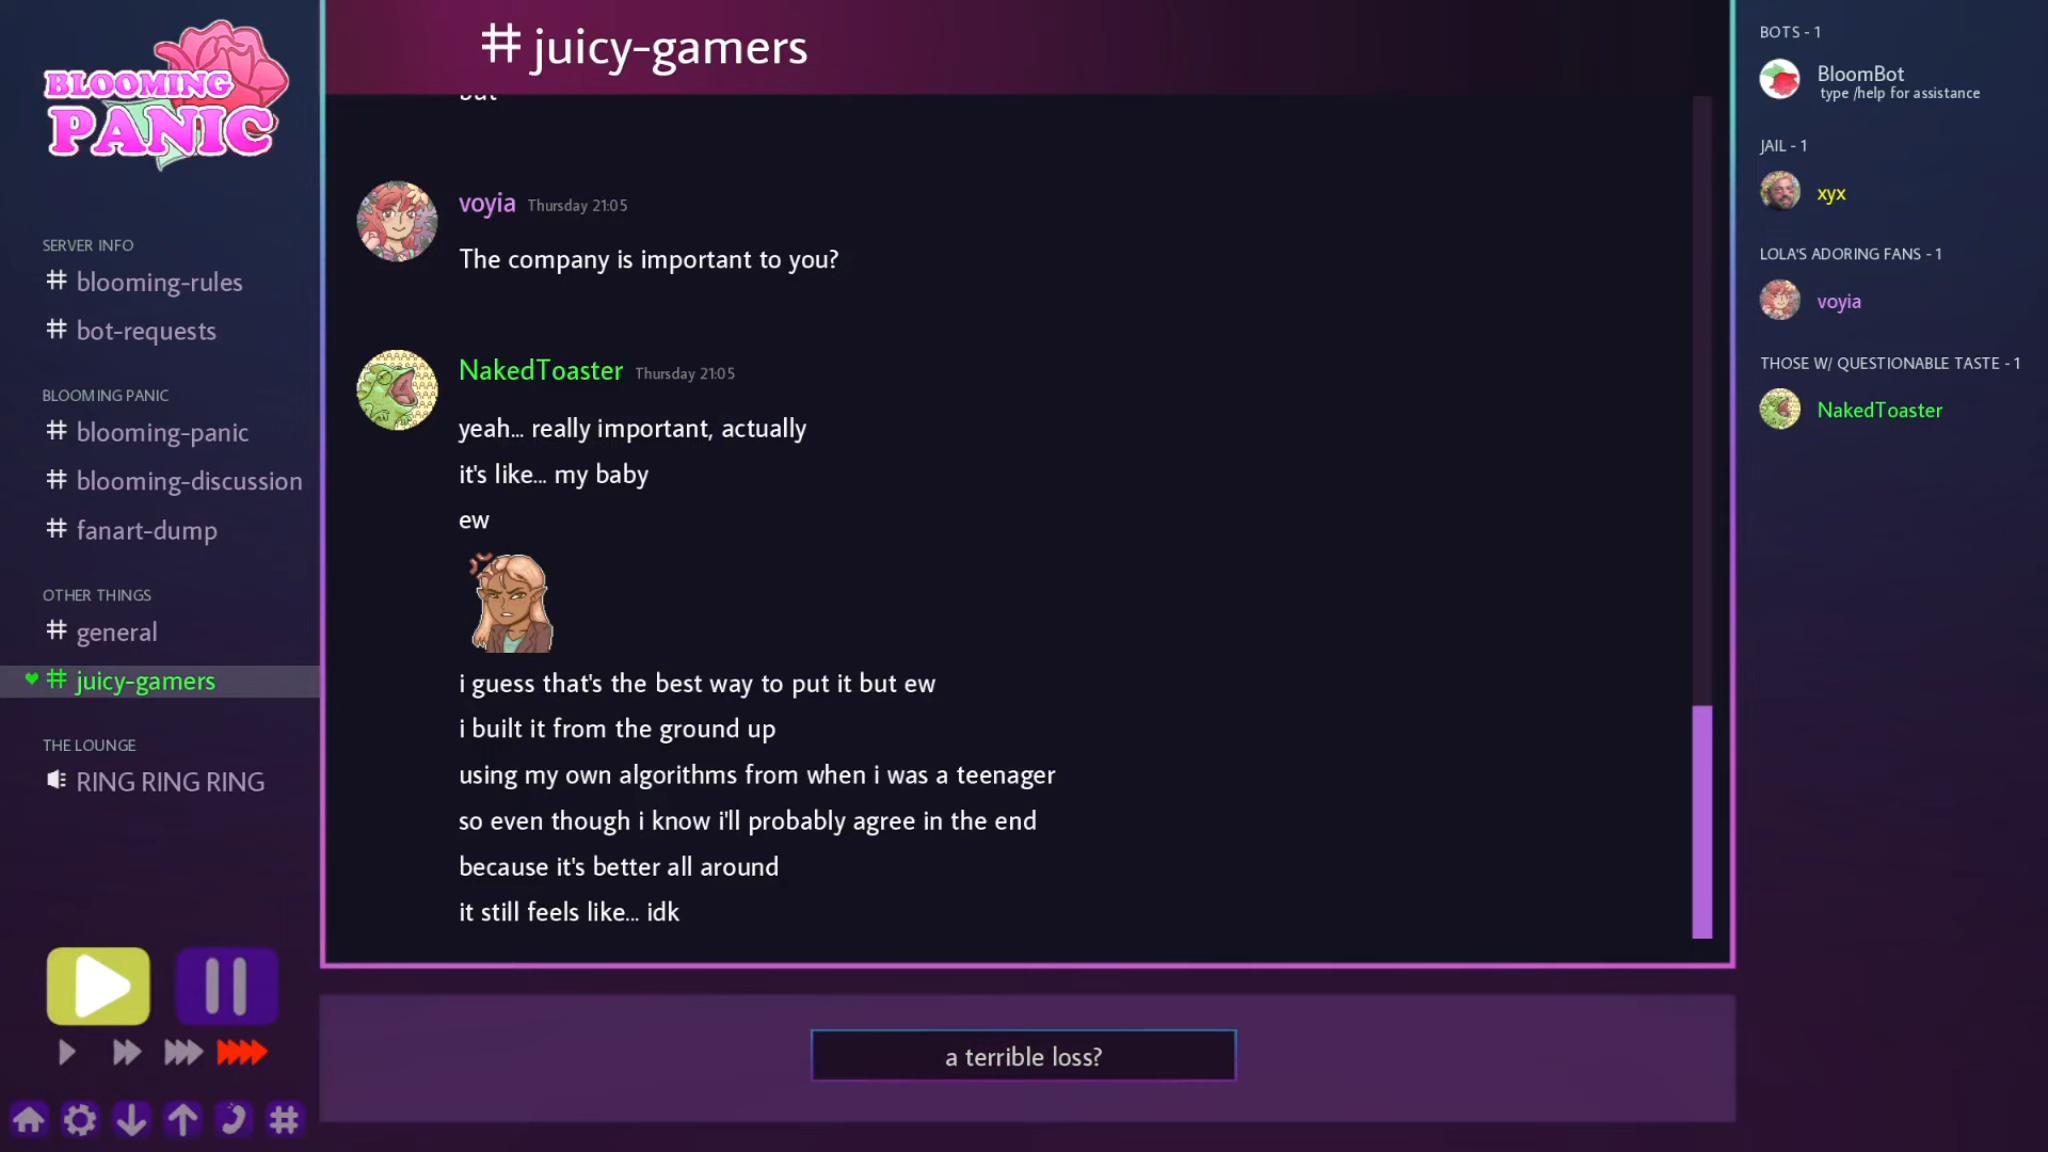 BLOOMING
PANIC
SERVER INFO
# blooming-rules
# bot-requests
BLOOMING PANIC
# blooming-panic
# blooming-discussion
# fanart-dump
OTHER THINGS
# general
# juicy-gamers
THE LOUNGE
RING RING RING
# juicy-gamers
but
voyia Thursday 21:05
The company is important to you?
NakedToaster Thursday 21:05
yeah... really important, actually
it's like... my baby
ew
i guess that's the best way to put it but ew
i built it from the ground up
using my own algorithms from when i was a teenager
so even though i know i'll probably agree in the end
because it's better all around
it still feels like... idk
a terrible loss?
BOTS - 1
BloomBot
type /help for assistance
JAIL - 1
xyx
LOLA'S ADORING FANS - 1
voyia
THOSE W/ QUESTIONABLE TASTE - 1
NakedToaster